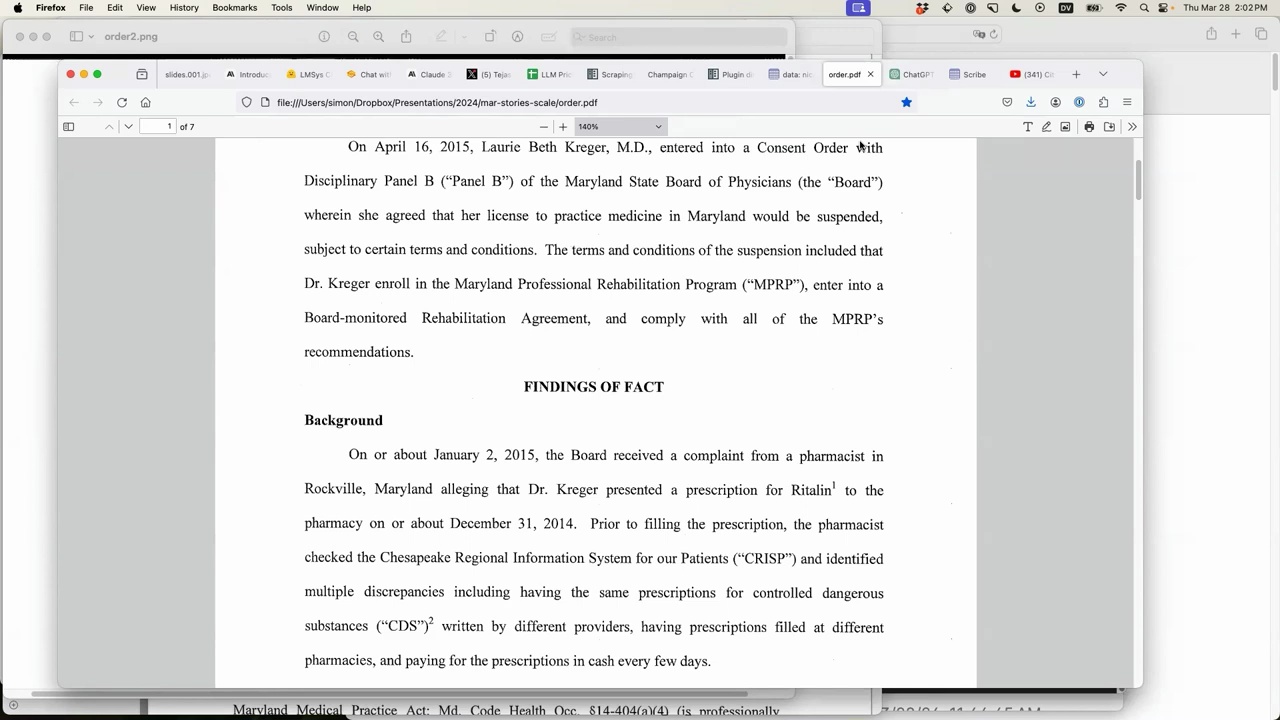 Firefox File Edit View History Bookmarks Tools Window Help DV Thu Mar 28 2:02 PM
order2.png Search
slides.001.jp Introduc LMSys C Chat with Claude 3 (5) Tejas LLM Pric Scraping Campaign D Plugin di data: nic order.pdf ChatGPT Scribe (341) Cit
file:///Users/simon/Dropbox/Presentations/2024/mar-stories-scale/order.pdf
1 of 7 140%
On April 16, 2015, Laurie Beth Kreger, M.D., entered into a Consent Order with
Disciplinary Panel B (“Panel B”) of the Maryland State Board of Physicians (the “Board”)
wherein she agreed that her license to practice medicine in Maryland would be suspended,
subject to certain terms and conditions. The terms and conditions of the suspension included that
Dr. Kreger enroll in the Maryland Professional Rehabilitation Program (“MPRP”), enter into a
Board-monitored Rehabilitation Agreement, and comply with all of the MPRP’s
recommendations.
FINDINGS OF FACT
Background
On or about January 2, 2015, the Board received a complaint from a pharmacist in
Rockville, Maryland alleging that Dr. Kreger presented a prescription for Ritalin1 to the
pharmacy on or about December 31, 2014. Prior to filling the prescription, the pharmacist
checked the Chesapeake Regional Information System for our Patients (“CRISP”) and identified
multiple discrepancies including having the same prescriptions for controlled dangerous
substances (“CDS”)2 written by different providers, having prescriptions filled at different
pharmacies, and paying for the prescriptions in cash every few days.
Maryland Medical Practice Act: Md. Code Health Occ. §14-404(a)(4) (is professionally